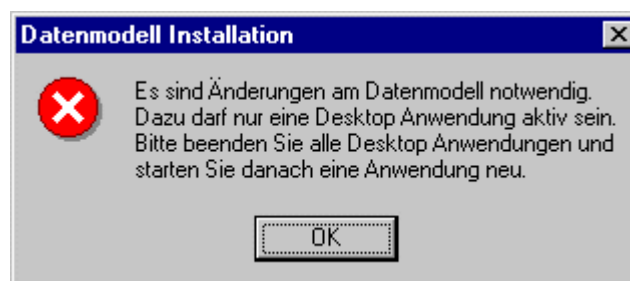 Datenmodell Installation
Es sind Änderungen am Datenmodell notwendig.
Dazu darf nur eine Desktop Anwendung aktiv sein.
Bitte beenden Sie alle Desktop Anwendungen und
starten Sie danach eine Anwendung neu.
OK